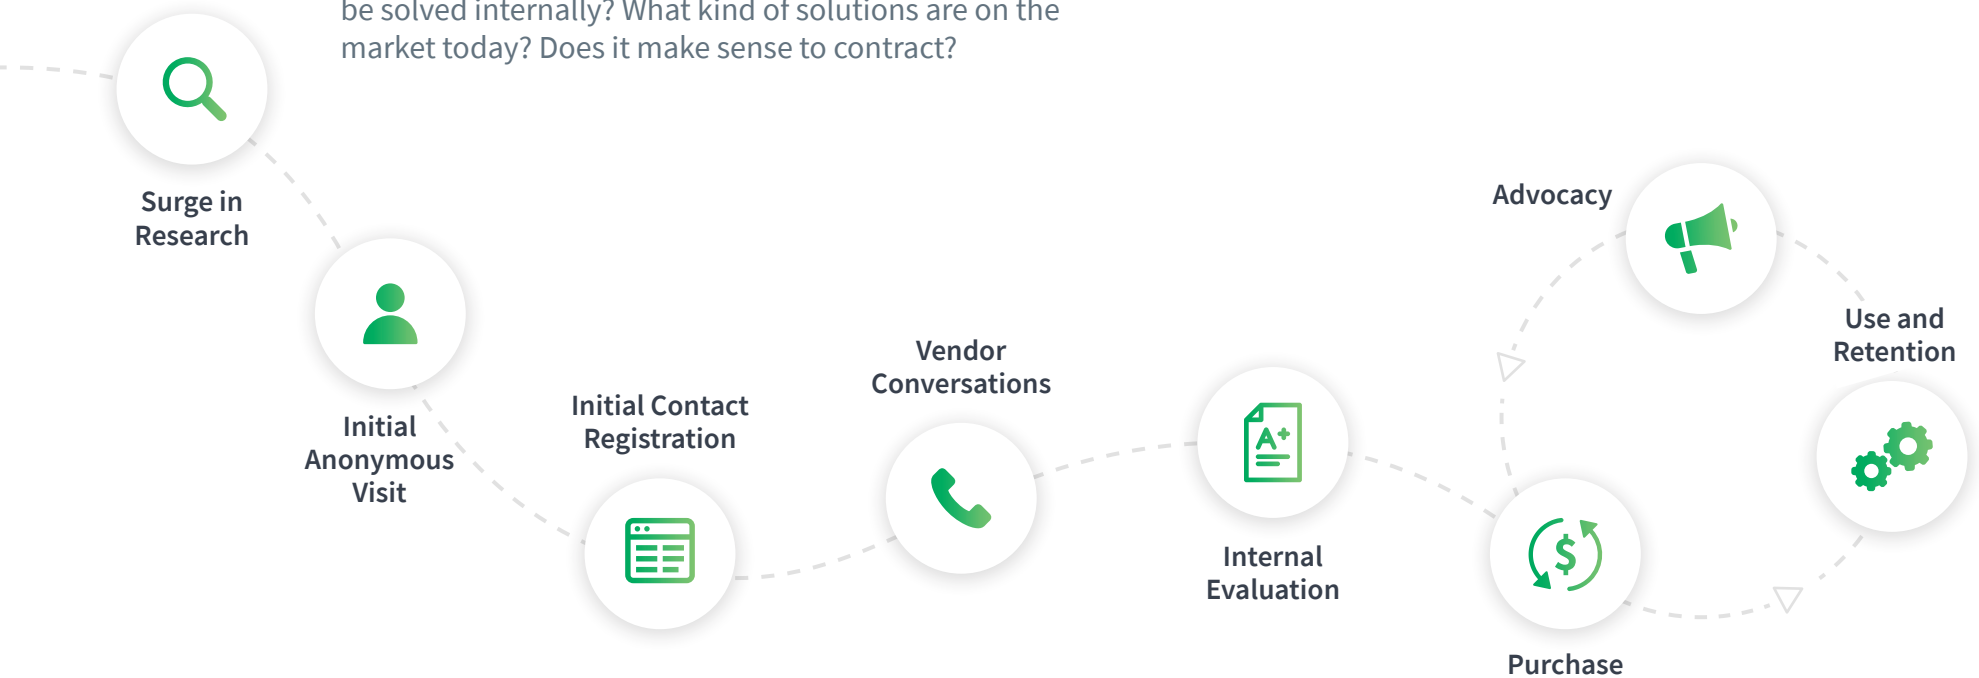 be solved internally? What kind of solutions are on the
market today? Does it make sense to contract?
Surge in
Research
Initial
Anonymous
Visit
Initial Contact
Registration
Vendor
Conversations
Internal
Evaluation
Advocacy
Use and
Retention
Purchase
A+
$